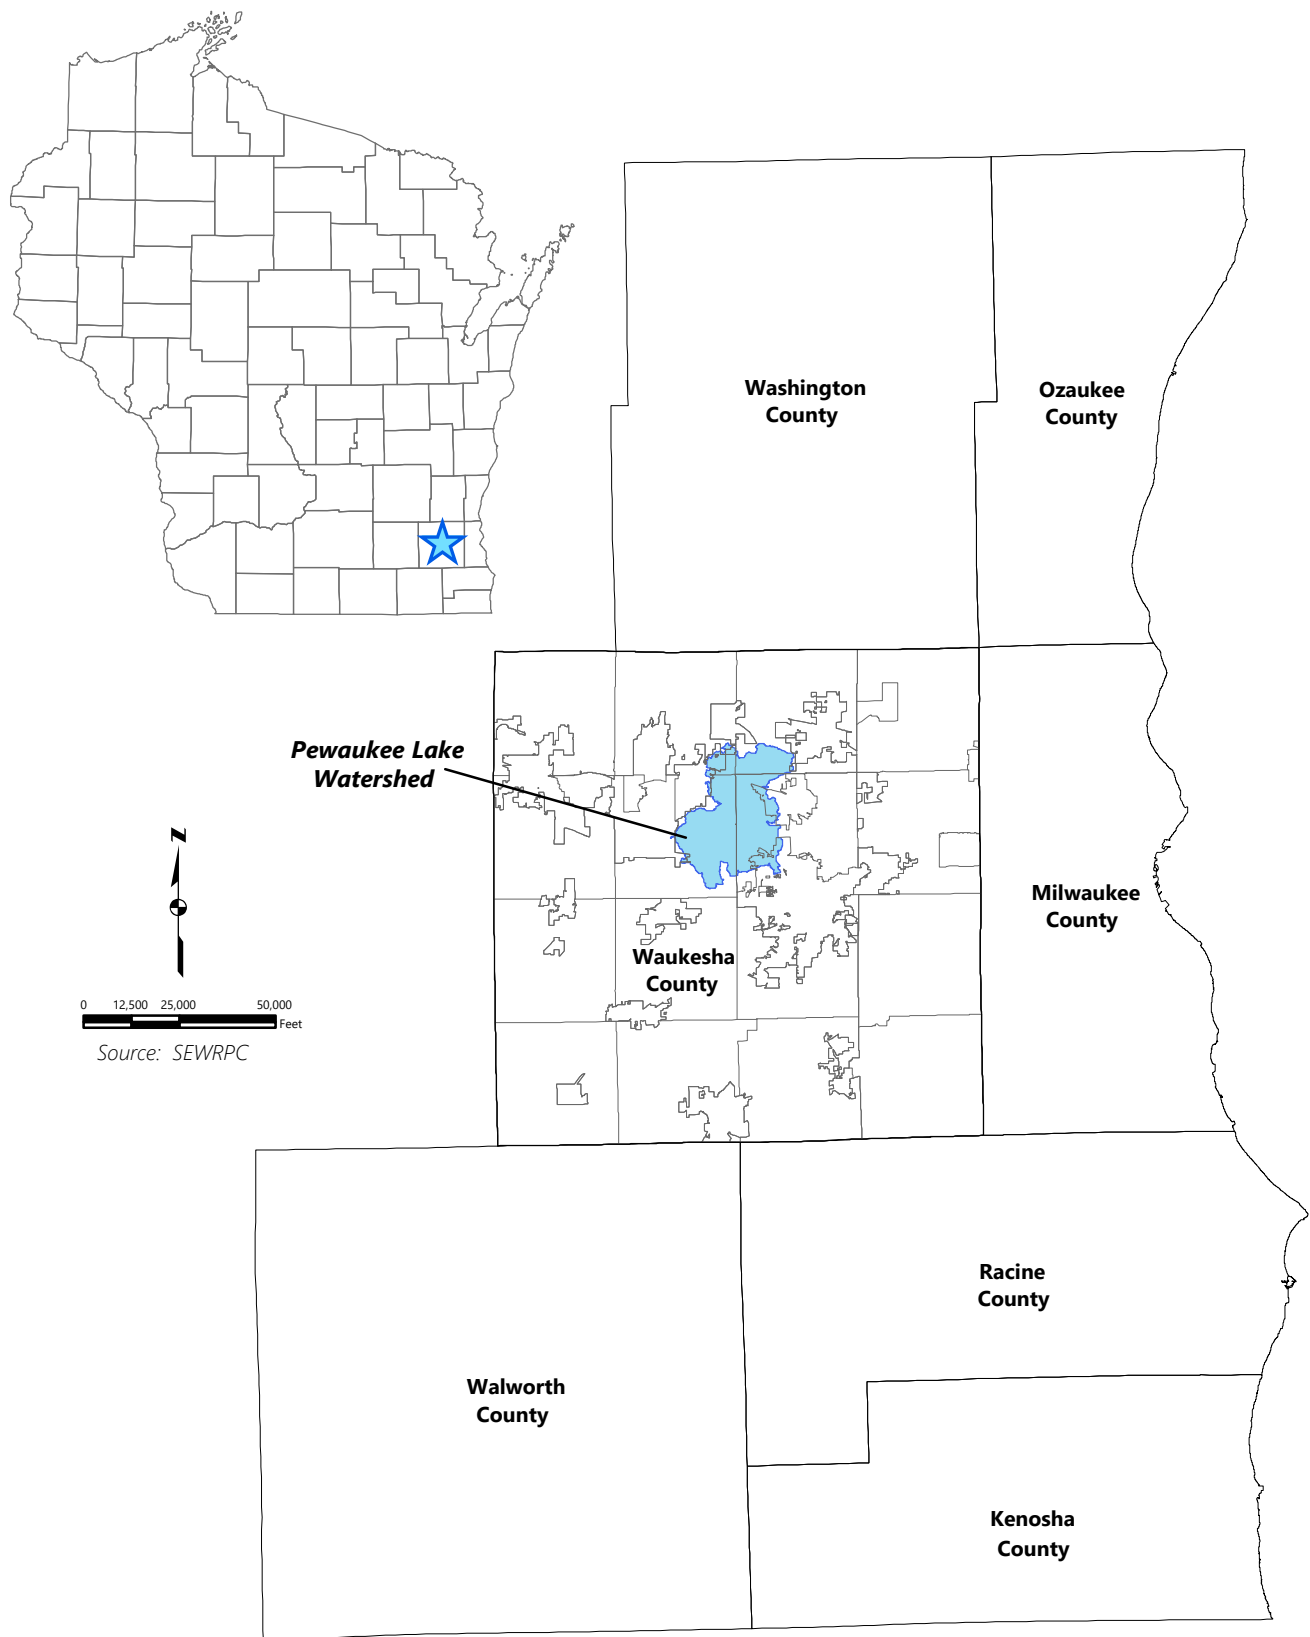 Washington
County
Ozaukee
County
Pewaukee Lake
Watershed
N
Milwaukee
County
Waukesha
County
0 12,500 25,000 50,000
Feet
Source: SEWRPC
Racine
County
Walworth
County
Kenosha
County